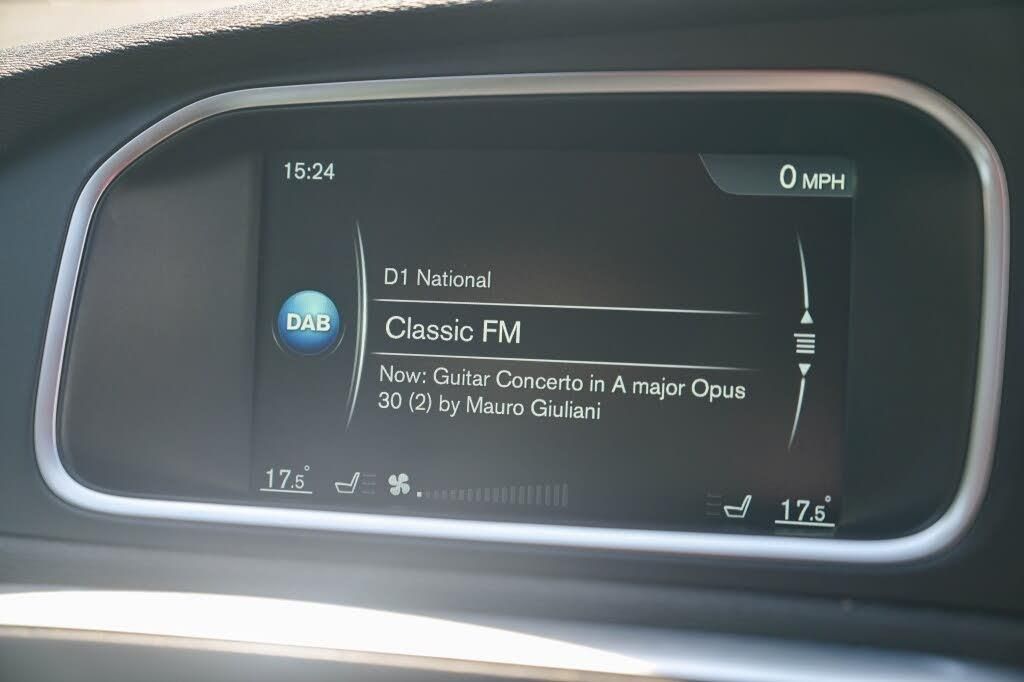 15:24
0 MPH
D1 National
DAB
Classic FM
Now: Guitar Concerto in A major Opus
30 (2) by Mauro Giuliani
17.5°
17.5°